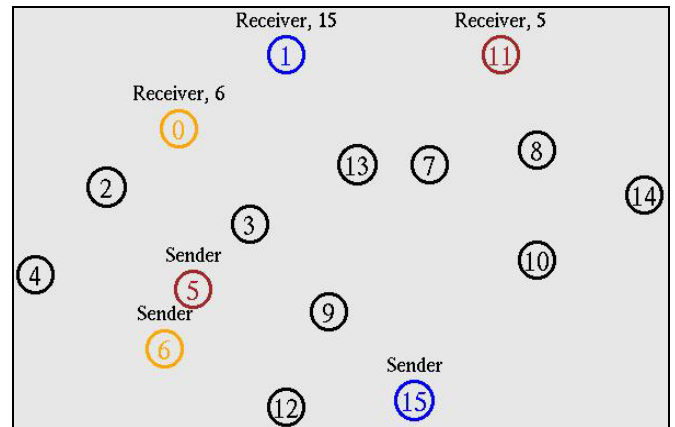 Receiver, 15
Receiver, 5
1
11
Receiver, 6
0
13
7
8
2
14
3
Sender
4
5
10
Sender
9
6
Sender
12
15